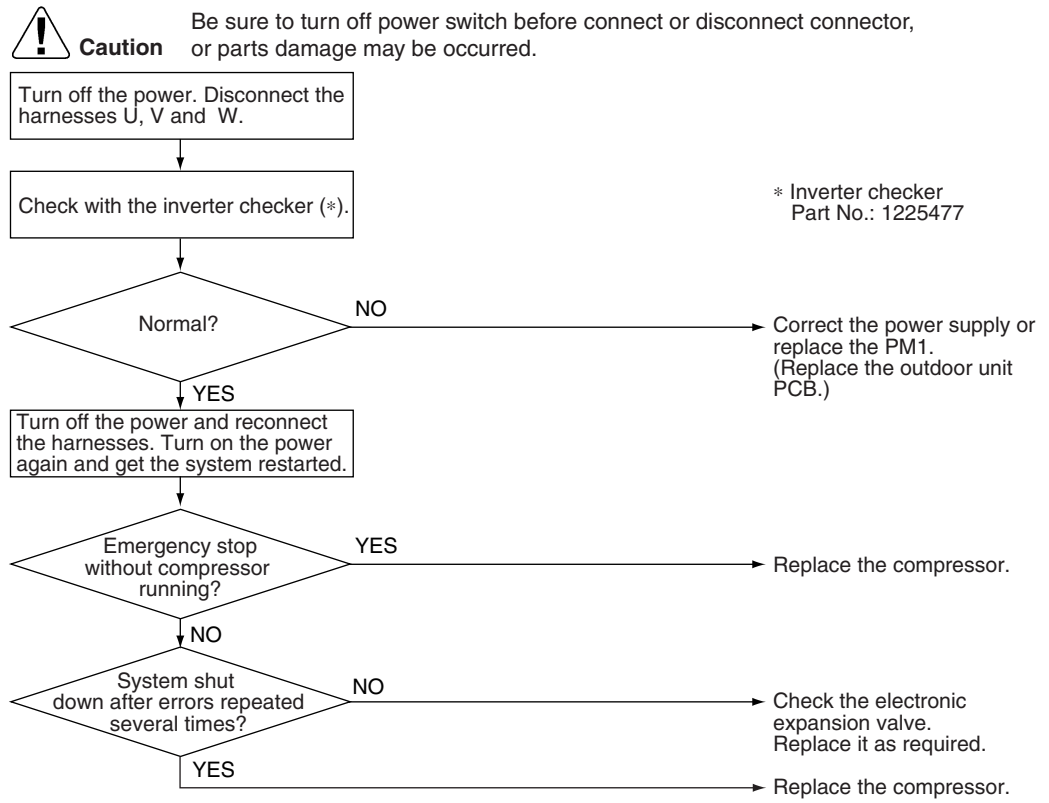 Be sure to turn off power switch before connect or disconnect connector,
! Caution or parts damage may be occurred.
Turn off the power. Disconnect the
harnesses U, V and W.
Check with the inverter checker (*).
* Inverter checker
Part No.: 1225477
Normal?
NO
Correct the power supply or
replace the PM1.
(Replace the outdoor unit
PCB.)
YES
Turn off the power and reconnect
the harnesses. Turn on the power
again and get the system restarted.
Emergency stop
without compressor
running?
YES
Replace the compressor.
NO
System shut
down after errors repeated
several times?
NO
Check the electronic
expansion valve.
Replace it as required.
YES
Replace the compressor.